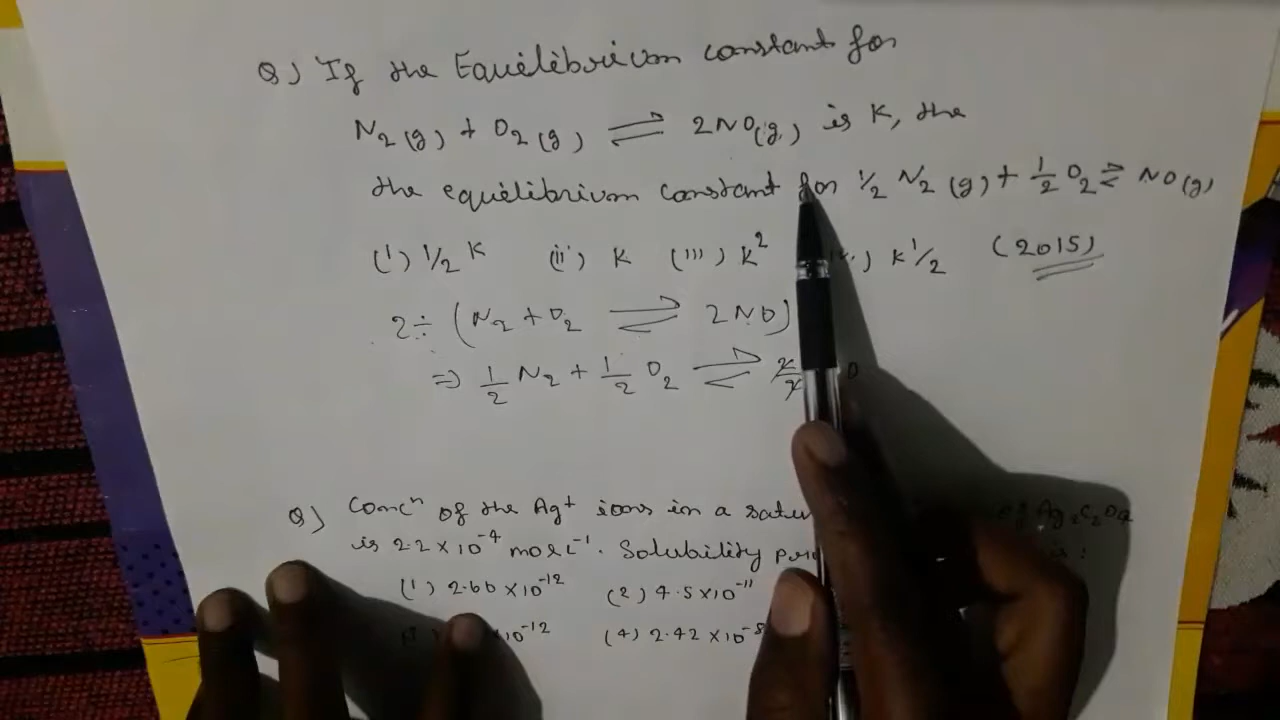 Q) If the Equilibrium constant for
N₂(g) + O₂(g) ⇌ 2NO(g) is K, the
the equilibrium constant for ½ N₂ (g) + ½ O₂ ⇌ NO(g)
(i) ½ K (ii) K (iii) K² K½ (2015)
2 ÷ (N₂ + O₂ ⇌ 2NO)
⇒ ½ N₂ + ½ O₂ ⇌ 2/2
Q) Concⁿ of the Ag⁺ ions in a Ag₂C₂O₄
is 2.2 × 10⁻⁴ mol L⁻¹. Solubility
(1) 2.66 × 10⁻¹² (2) 4.5 × 10⁻¹¹
10⁻¹² (4) 2.42 × 10⁻⁸